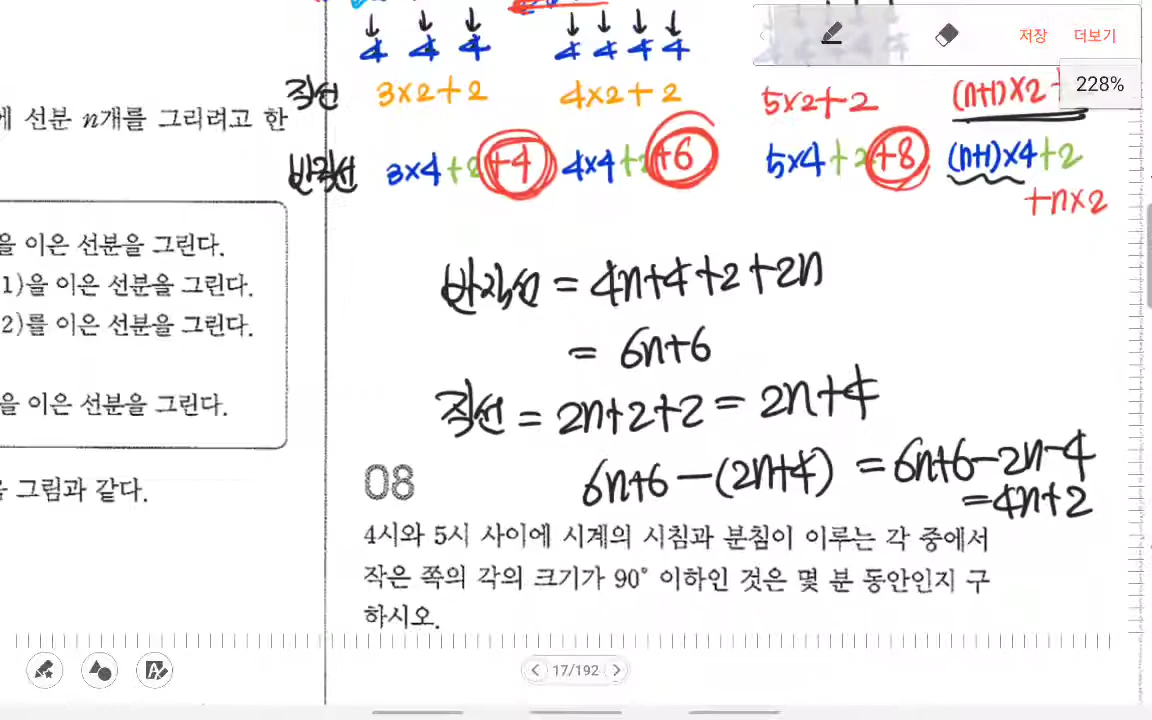 4 4 4 4 4 4 4
저장 더보기
228%
직선 3×2+2 4×2+2 5×2+2 (n+1)×2
에 선분 n개를 그리려고 한
반직선 3×4+2+4 4×4+2+6 5×4+2+8 (n+1)×4+2
+n×2
을 이은 선분을 그린다.
1)을 이은 선분을 그린다.
2)를 이은 선분을 그린다.
을 이은 선분을 그린다.
그림과 같다.
반직선 = 4n+4+2+2n
= 6n+6
직선 = 2n+2+2 = 2n+4
6n+6-(2n+4) = 6n+6-2n-4
=4n+2
08
4시와 5시 사이에 시계의 시침과 분침이 이루는 각 중에서
작은 쪽의 각의 크기가 90° 이하인 것은 몇 분 동안인지 구
하시오.
17/192